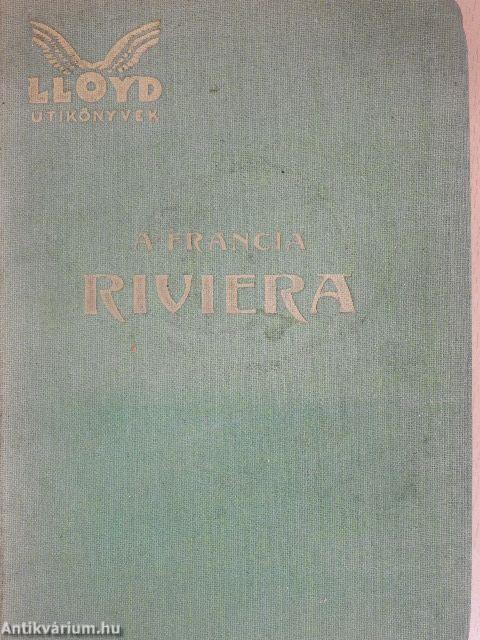 LLOYD
ÚTIKÖNYVEK
A FRANCIA
RIVIERA
Antikvárium.hu